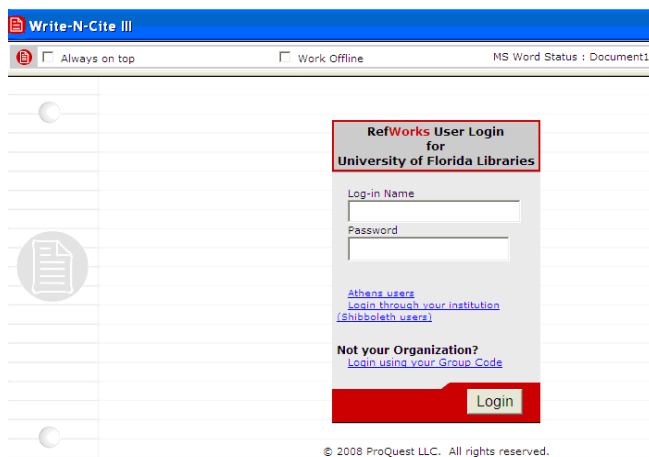 Write-N-Cite III
Always on top Work Offline MS Word Status : Document1
RefWorks User Login
for
University of Florida Libraries
Log-in Name
Password
Athens users
Login through your institution
(Shibboleth users)
Not your Organization?
Login using your Group Code
Login
© 2008 ProQuest LLC. All rights reserved.